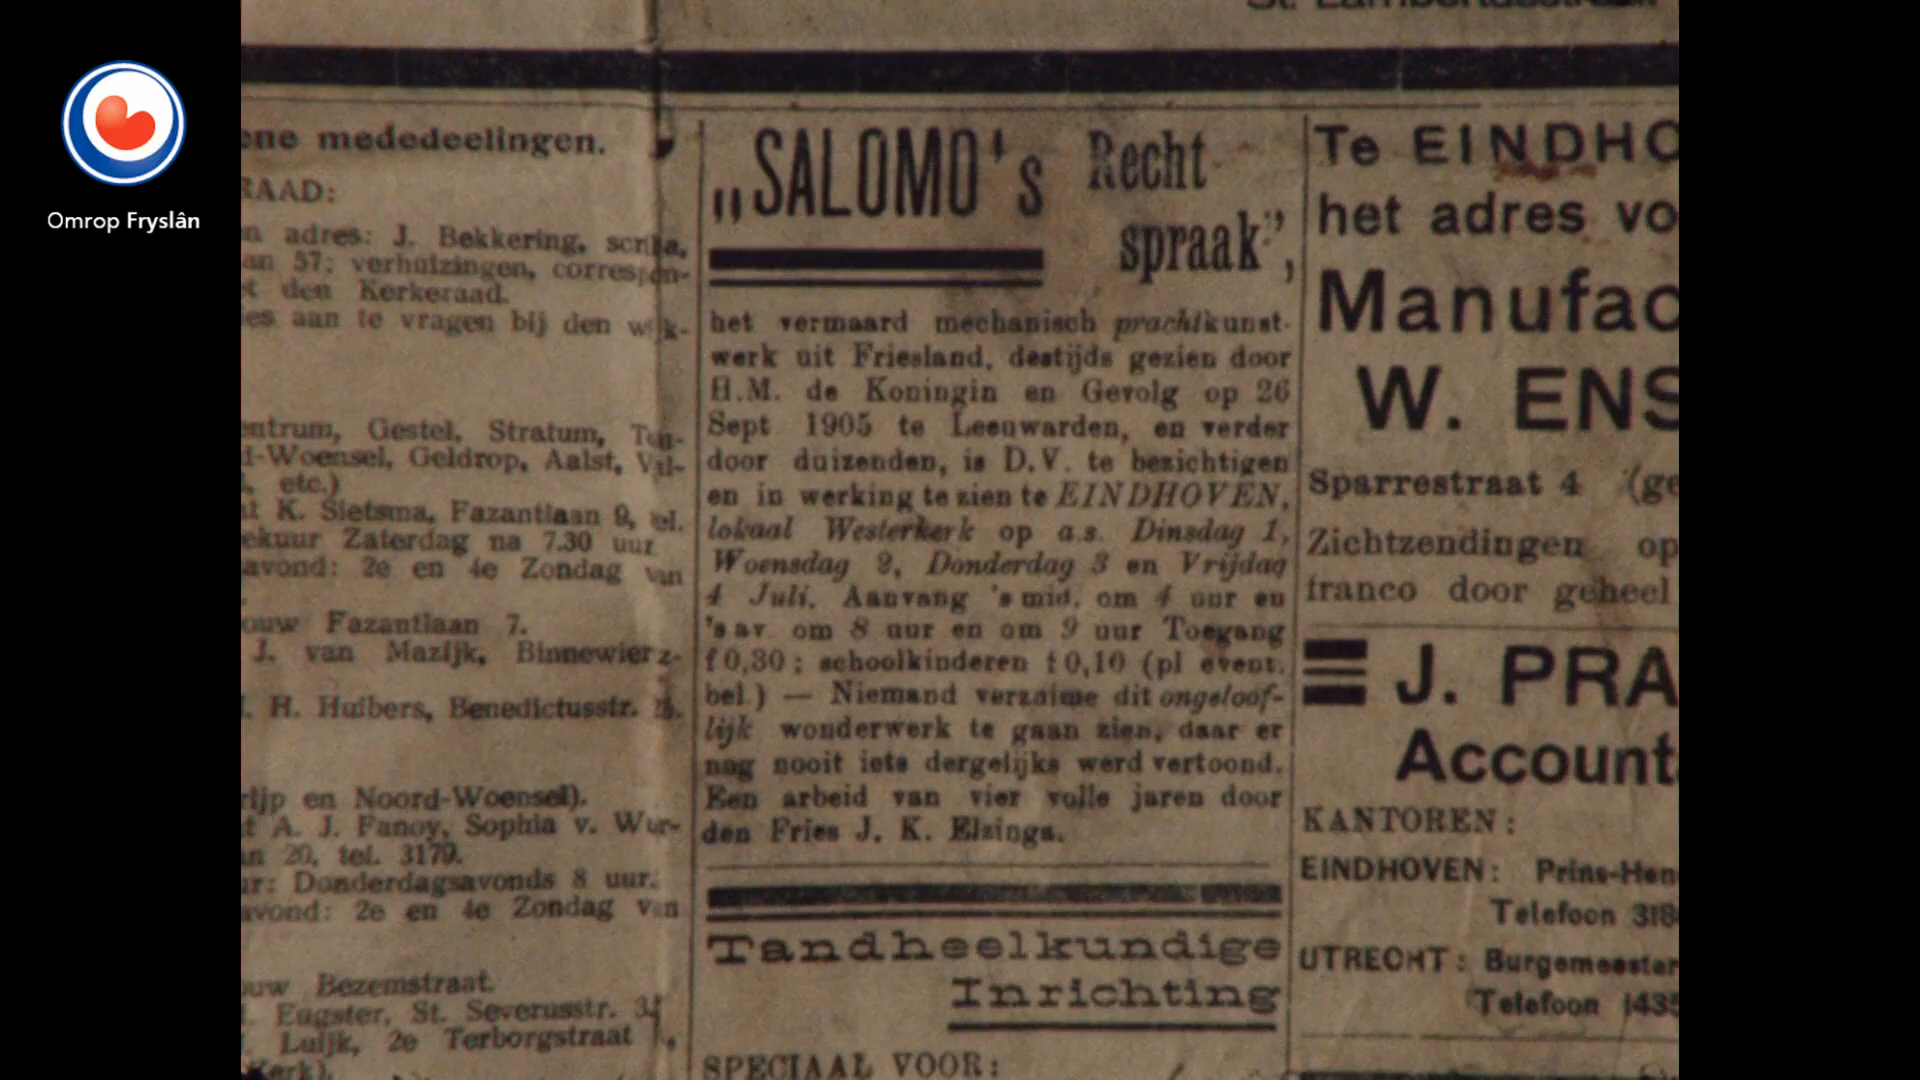 Omrop Fryslân
ene mededeelingen.
RAAD:
adres: J. Bekkering, scriba,
an 57; verhuizingen, correspon-
den Kerkeraad.
es aan te vragen bij den wijk-
entrum, Gestel, Stratum, Ton-
d-Woensel, Geldrop, Aalst, Val-
etc.)
K. Sietsma, Fazantlaan 9, tel.
ekuur Zaterdag na 7.30 uur
avond: 2e en 4e Zondag van
ouw Fazantlaan 7.
J. van Mazijk, Binnewierz-
H. Huibers, Benedictusstr.
rijp en Noord-Woensel).
A. J. Fanoy, Sophia v. Wur-
an 20, tel. 3179.
ur: Donderdagsavonds 8 uur.
avond: 2e en 4e Zondag van
uw Bezemstraat.
Eugster, St. Severusstr.
Luijk, 2e Terborgstraat
Kerk).
„SALOMO's Recht
spraak”,
het vermaard mechanisch prachtkunst-
werk uit Friesland, destijds gezien door
H.M. de Koningin en Gevolg op 26
Sept 1905 te Leeuwarden, en verder
door duizenden, is D.V. te bezichtigen
en in werking te zien te EINDHOVEN,
lokaal Westerkerk op a.s. Dinsdag 1,
Woensdag 2, Donderdag 3 en Vrijdag
4 Juli. Aanvang 's mid. om 4 uur en
's av. om 8 uur en om 9 uur Toegang
f 0,30; schoolkinderen f 0,10 (pl event.
bel.) — Niemand verzuime dit ongeloof-
lijk wonderwerk te gaan zien, daar er
nog nooit iets dergelijks werd vertoond.
Een arbeid van vier volle jaren door
den Fries J. K. Elzinga.
Tandheelkundige
Inrichting
SPECIAAL VOOR:
Te EINDHO
het adres vo
Manufac
W. ENS
Sparrestraat 4 (ge
Zichtzendingen op
franco door geheel
J. PRA
Account
KANTOREN:
EINDHOVEN: Prins-Hen
Telefoon 318
UTRECHT: Burgemeester
Telefoon 1435